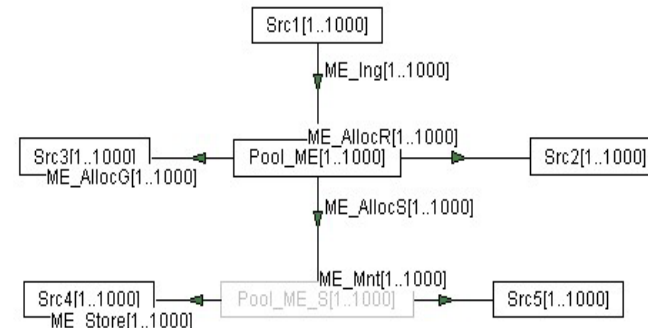 Src1[1..1000]
ME_Ing[1..1000]
ME_AllocR[1..1000]
Src3[1..1000]
Pool_ME[1..1000]
Src2[1..1000]
ME_AllocG[1..1000]
ME_AllocS[1..1000]
ME_Mnt[1..1000]
Src4[1..1000]
Pool_ME_S[1..1000]
Src5[1..1000]
ME_Store[1..1000]